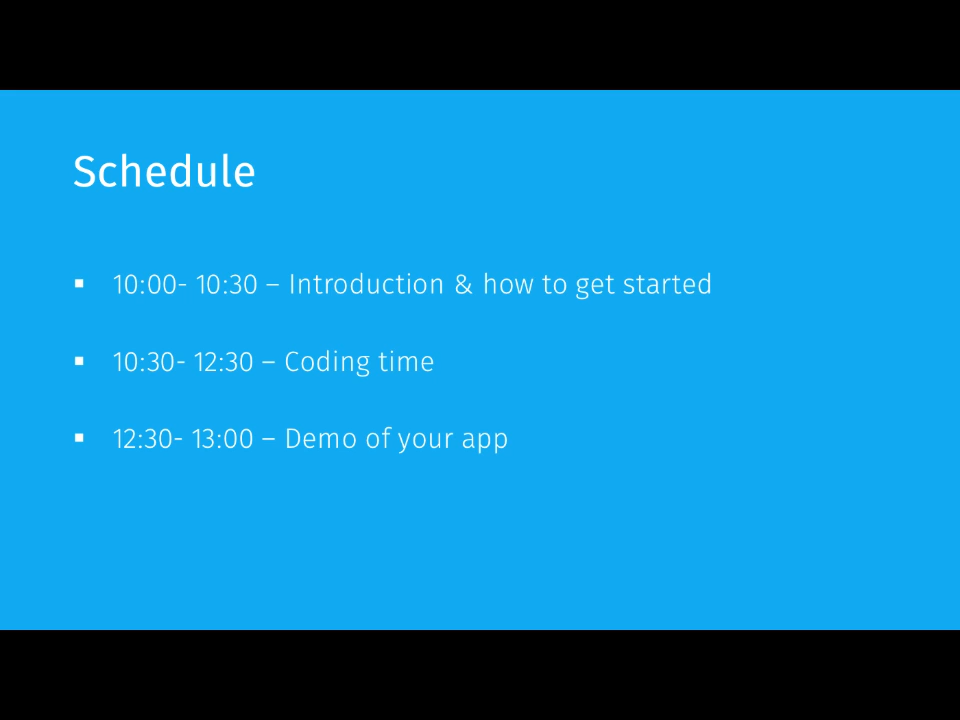 Schedule
▪ 10:00- 10:30 – Introduction & how to get started
▪ 10:30- 12:30 – Coding time
▪ 12:30- 13:00 – Demo of your app